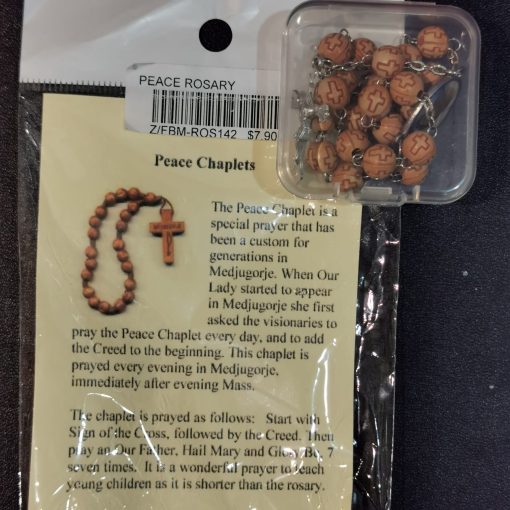 PEACE ROSARY
Z/FBM-ROS142 $7.90
Peace Chaplets
The Peace Chaplet is a
special prayer that has
been a custom for
generations in
Medjugorje. When Our
Lady started to appear
in Medjugorje she first
asked the visionaries to
pray the Peace Chaplet every day, and to add
the Creed to the beginning. This chaplet is
prayed every evening in Medjugorje,
immediately after evening Mass.
The chaplet is prayed as follows: Start with
Sign of the Cross, followed by the Creed. Then
pray an Our Father, Hail Mary and Glory Be, 7
seven times. It is a wonderful prayer to teach
young children as it is shorter than the rosary.